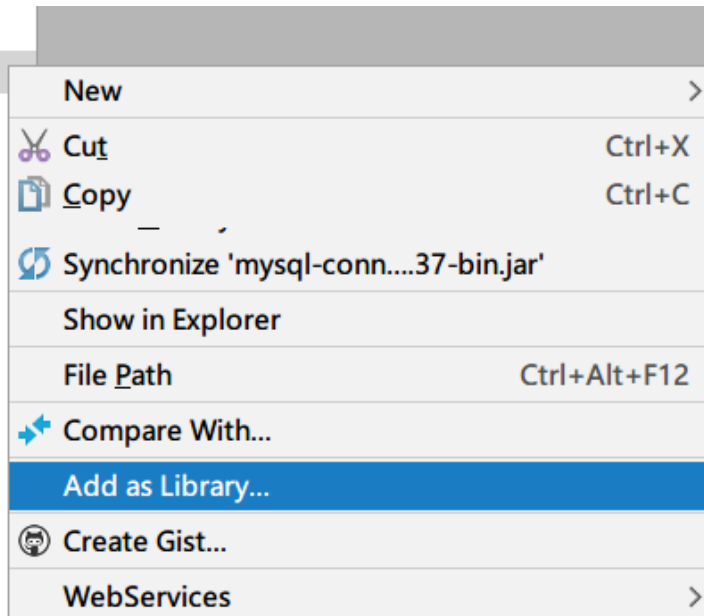 New
Cut Ctrl+X
Copy Ctrl+C
Synchronize 'mysql-conn....37-bin.jar'
Show in Explorer
File Path Ctrl+Alt+F12
Compare With...
Add as Library...
Create Gist...
WebServices